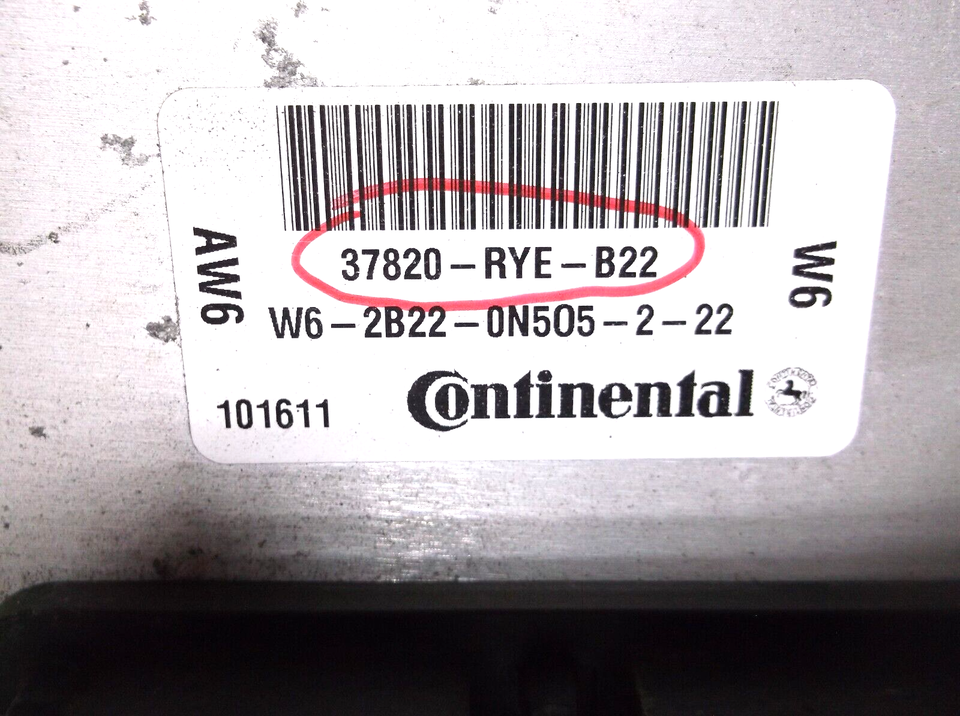 37820-RYE-B22
AW6
W6
W6-2B22-0N505-2-22
101611
Continental